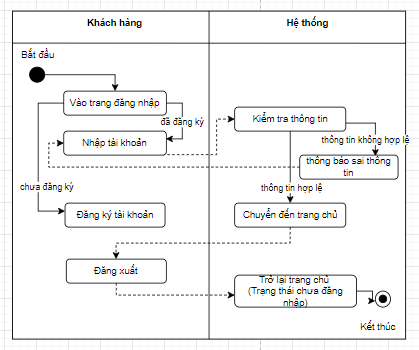 Khách hàng
Hệ thống
Bắt đầu
Vào trang đăng nhập
đã đăng ký
Nhập tài khoản
Kiểm tra thông tin
thông tin không hợp lệ
thông báo sai thông
tin
chưa đăng ký
thông tin hợp lệ
Đăng ký tài khoản
Chuyển đến trang chủ
Đăng xuất
Trở lại trang chủ
(Trạng thái chưa đăng
nhập)
Kết thúc